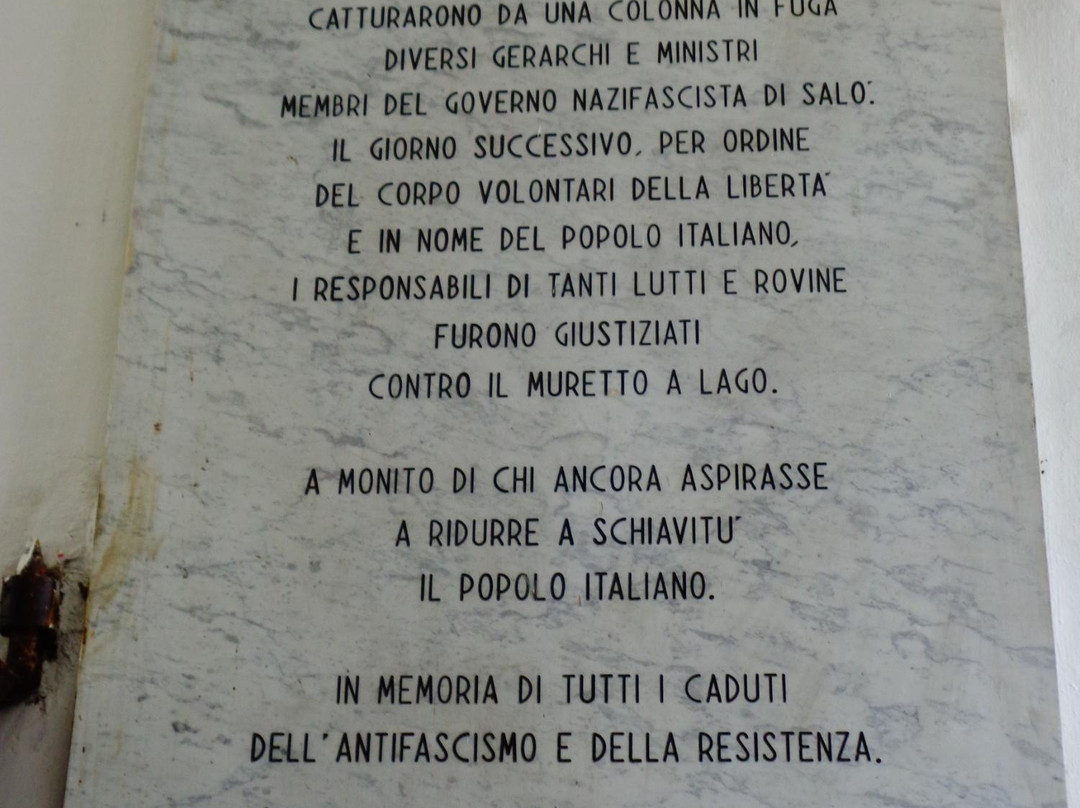 CATTURARONO DA UNA COLONNA IN FUGA
DIVERSI GERARCHI E MINISTRI
MEMBRI DEL GOVERNO NAZIFASCISTA DI SALO'.
IL GIORNO SUCCESSIVO, PER ORDINE
DEL CORPO VOLONTARI DELLA LIBERTA'
E IN NOME DEL POPOLO ITALIANO,
I RESPONSABILI DI TANTI LUTTI E ROVINE
FURONO GIUSTIZIATI
CONTRO IL MURETTO A LAGO.
A MONITO DI CHI ANCORA ASPIRASSE
A RIDURRE A SCHIAVITU'
IL POPOLO ITALIANO.
IN MEMORIA DI TUTTI I CADUTI
DELL'ANTIFASCISMO E DELLA RESISTENZA.